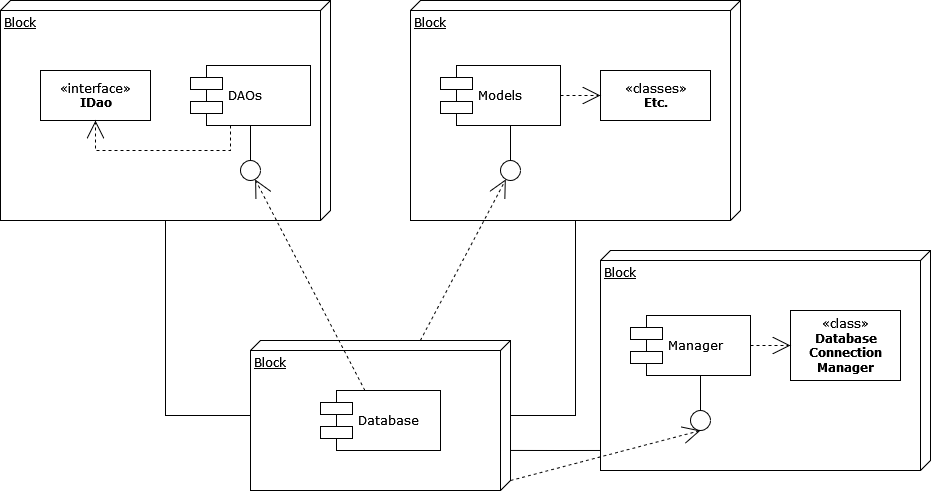 Block
«interface»
IDao
DAOs
Block
Models
«classes»
Etc.
Block
Manager
«class»
Database
Connection
Manager
Block
Database